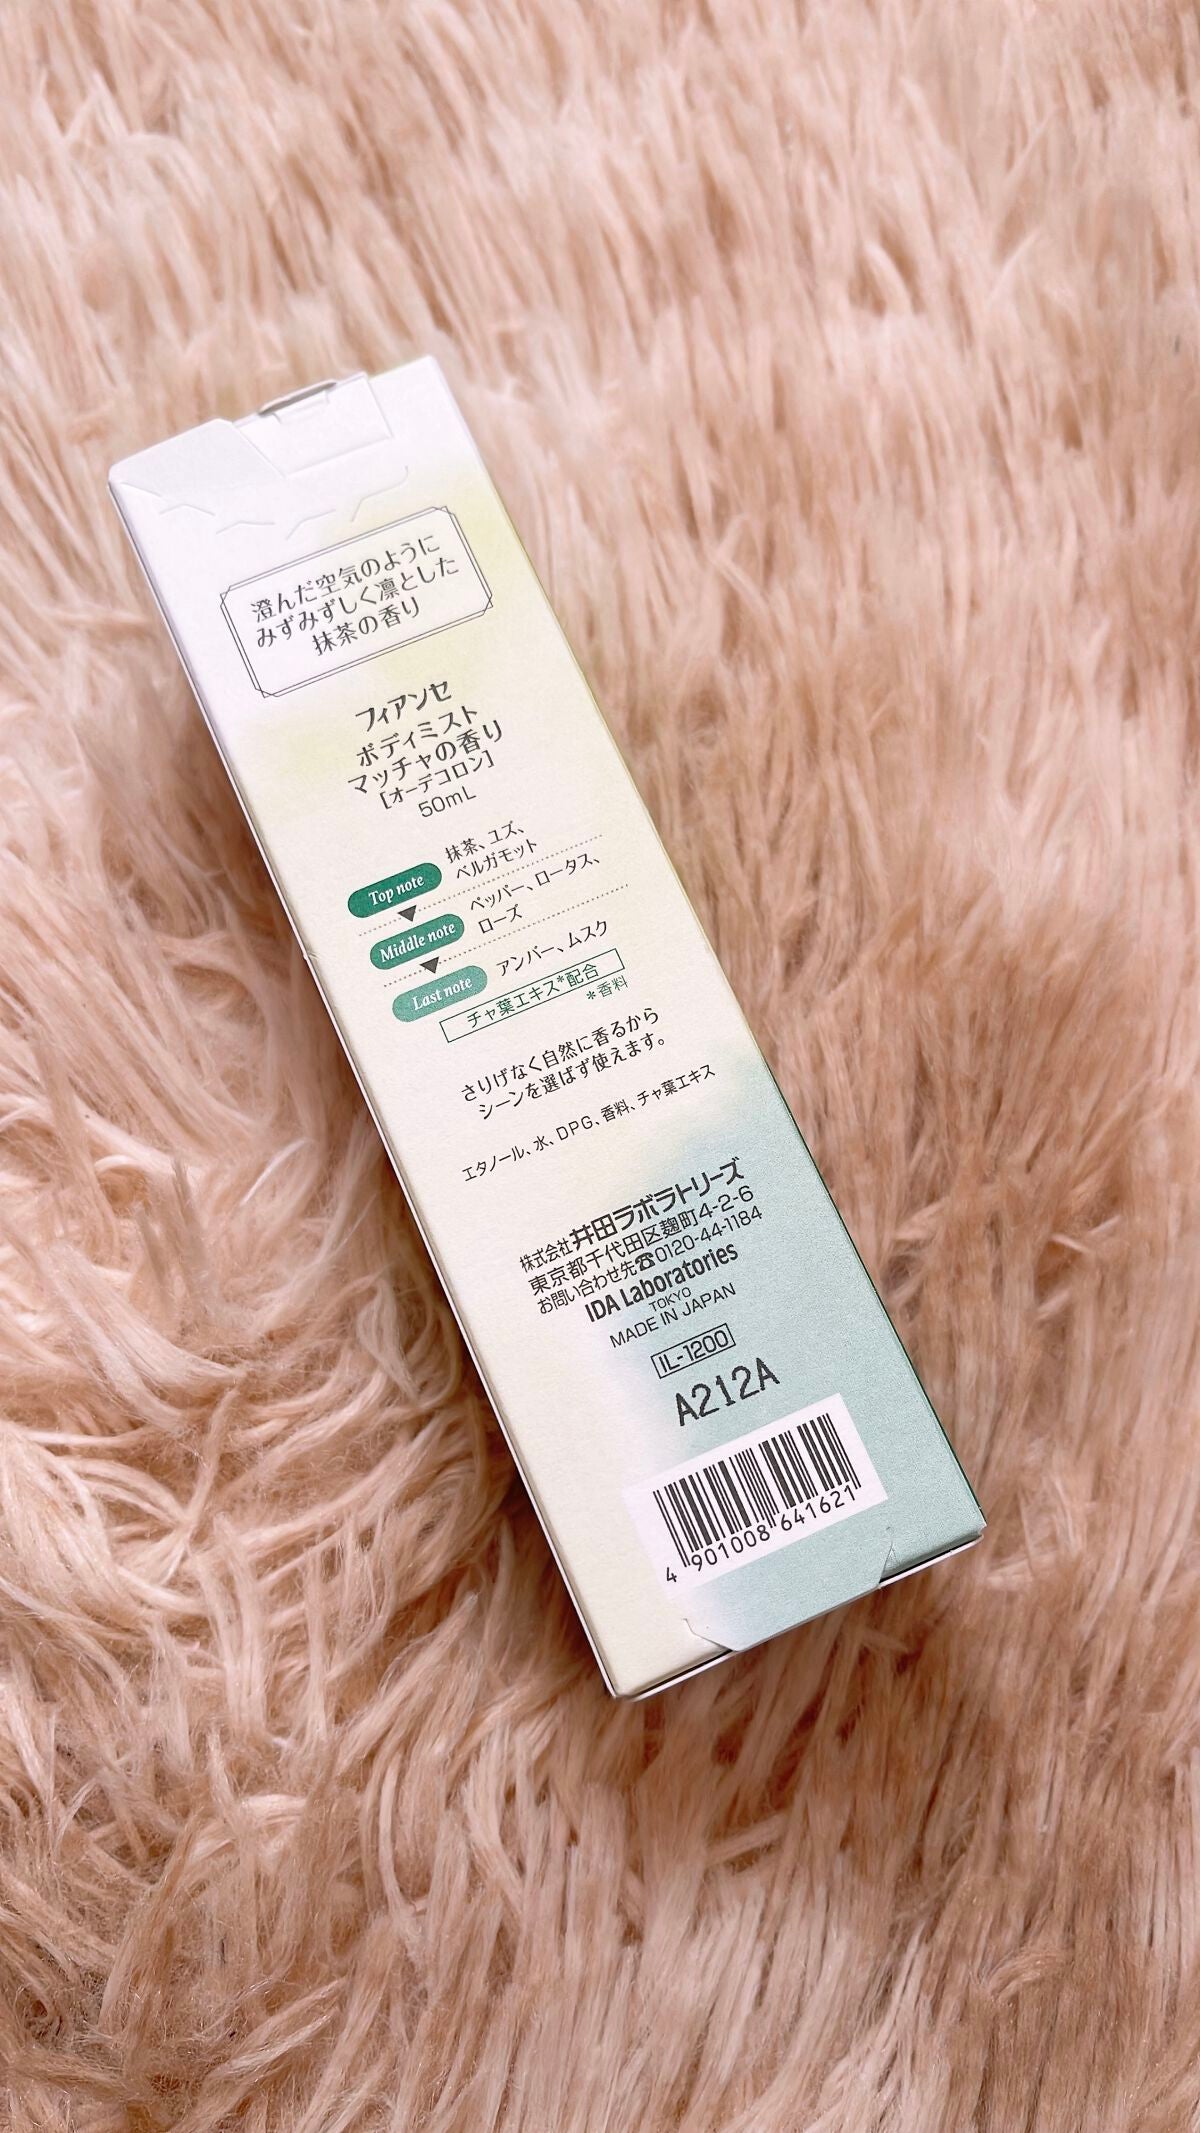 澄んだ空気のように
みずみずしく凛とした
抹茶の香り
フィアンセ
ボディミスト
マッチャの香り
[オーデコロン]
50mL
Top note
抹茶、ユズ、
ベルガモット
Middle note
ペッパー、ロータス、
ローズ
Last note
アンバー、ムスク
チャ葉エキス*配合
*香料
さりげなく自然に香るから
シーンを選ばず使えます。
エタノール、水、DPG、香料、チャ葉エキス
株式会社井田ラボラトリーズ
東京都千代田区麹町4-2-6
お問い合わせ先☎0120-44-1184
IDA Laboratories
TOKYO
MADE IN JAPAN
IL-1200
A212A
4 901008 641621